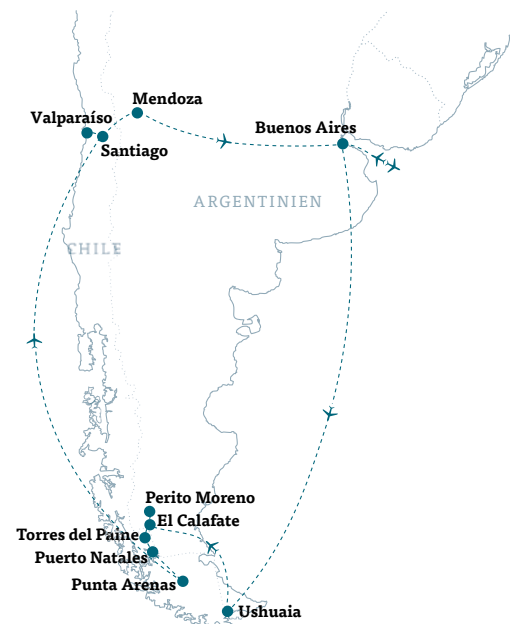 Mendoza
Valparaíso
Buenos Aires
Santiago
ARGENTINIEN
CHILE
Perito Moreno
El Calafate
Torres del Paine
Puerto Natales
Punta Arenas
Ushuaia